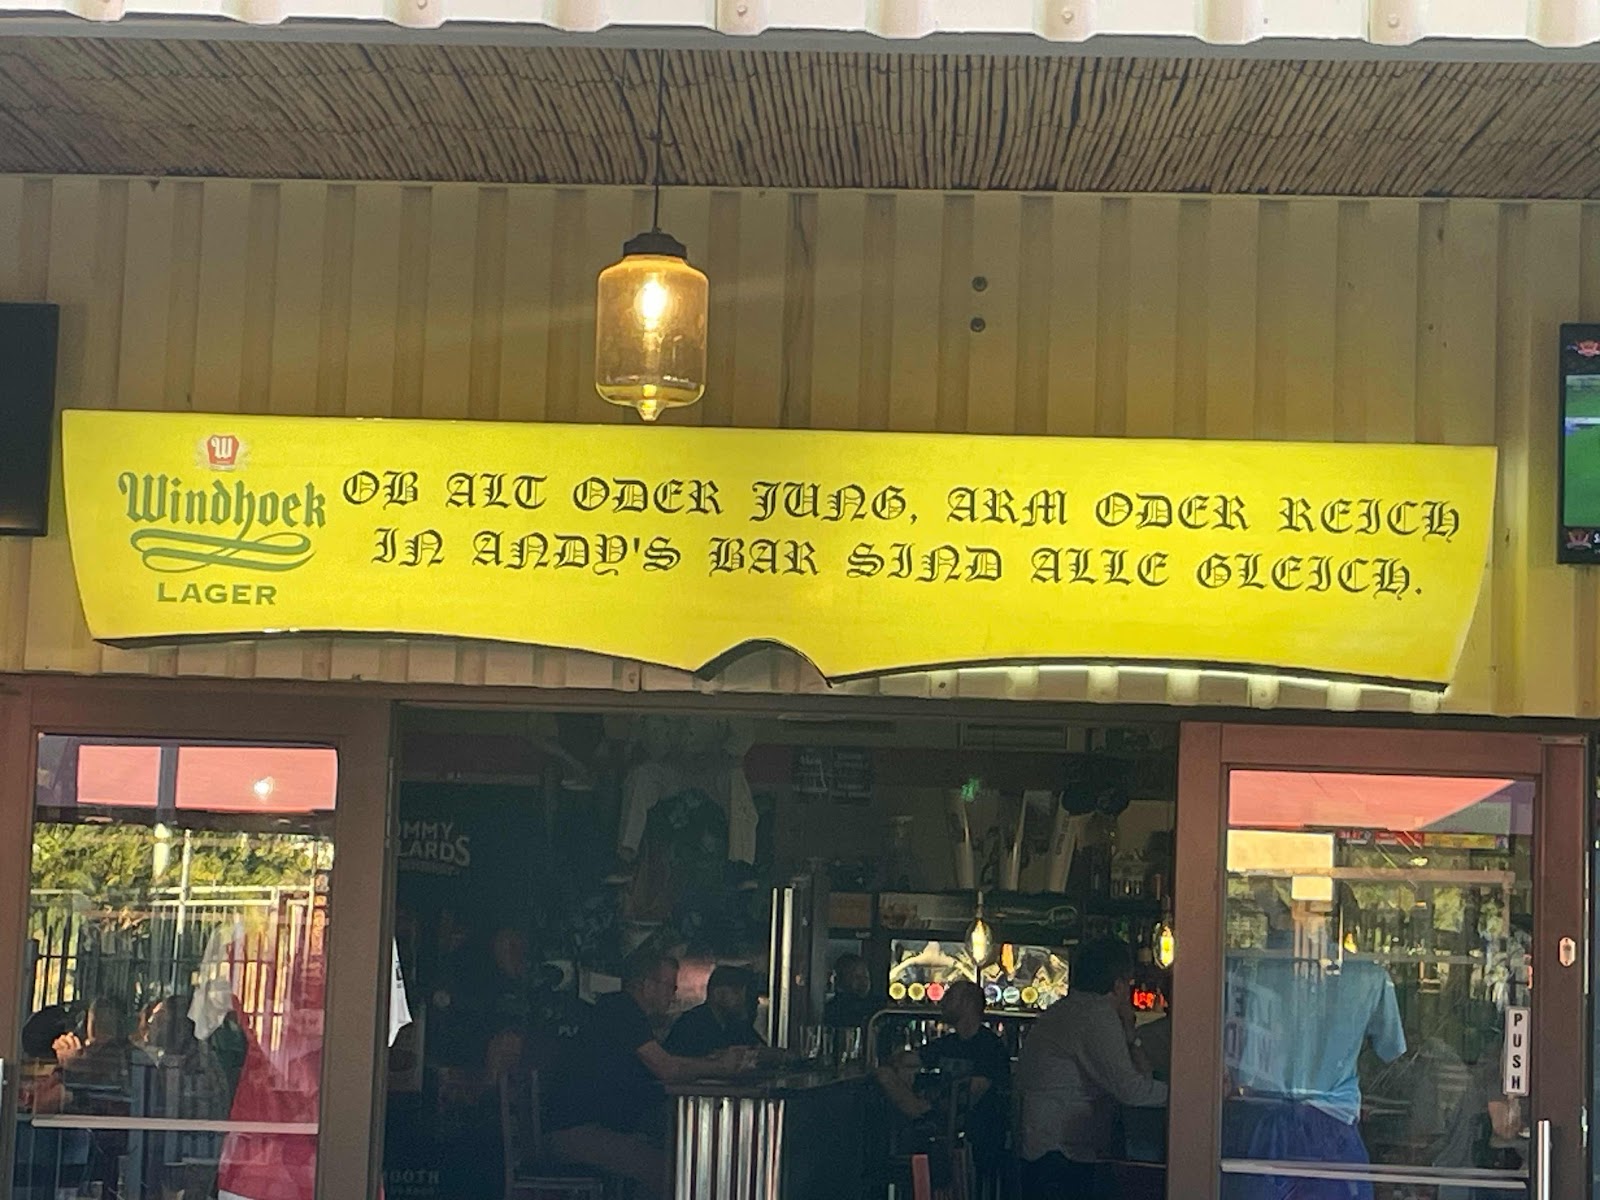 W
Windhoek
LAGER
OB ALT ODER JUNG, ARM ODER REICH
IN ANDY'S BAR SIND ALLE GLEICH.
PUSH